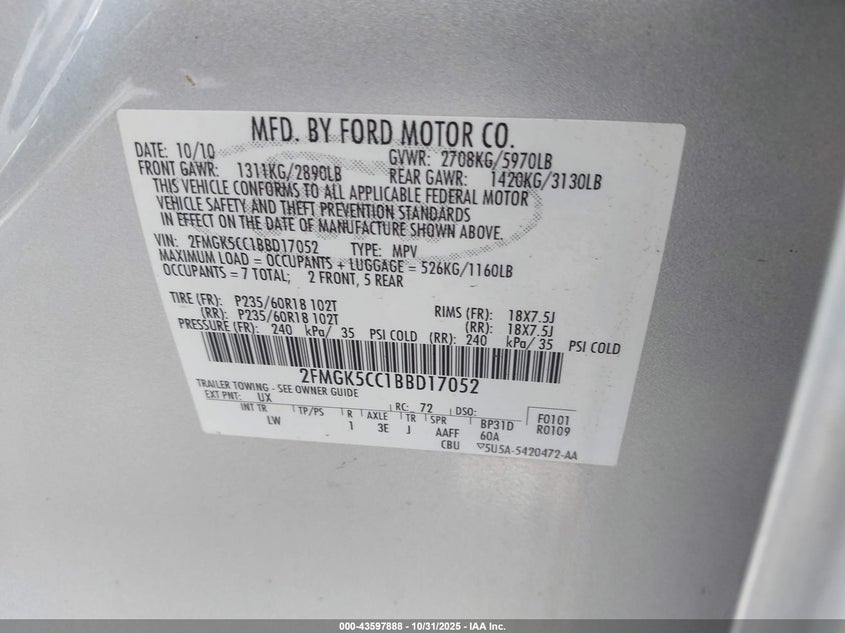 MFD. BY FORD MOTOR CO.
DATE: 10/10 GVWR: 2708KG/5970LB
FRONT GAWR: 1311KG/2890LB REAR GAWR: 1420KG/3130LB
THIS VEHICLE CONFORMS TO ALL APPLICABLE FEDERAL MOTOR
VEHICLE SAFETY AND THEFT PREVENTION STANDARDS
IN EFFECT ON THE DATE OF MANUFACTURE SHOWN ABOVE.
VIN: 2FMGK5CC1BBD17052 TYPE: MPV
MAXIMUM LOAD = OCCUPANTS + LUGGAGE = 526KG/1160LB
OCCUPANTS = 7 TOTAL; 2 FRONT, 5 REAR
TIRE (FR): P235/60R18 102T RIMS (FR): 18X7.5J
(RR): P235/60R18 102T (RR): 18X7.5J
PRESSURE (FR): 240 kPa/ 35 PSI COLD (RR): 240 kPa/ 35 PSI COLD
2FMGK5CC1BBD17052
TRAILER TOWING - SEE OWNER GUIDE
EXT PNT: UX RC: 72 DSO: F0101
INT TR TP/PS R AXLE TR SPR BP31D R0109
LW 1 3E J AAFF 60A
CBU 5U5A-5420472-AA
000-43597888 - 10/31/2025 - IAA Inc.